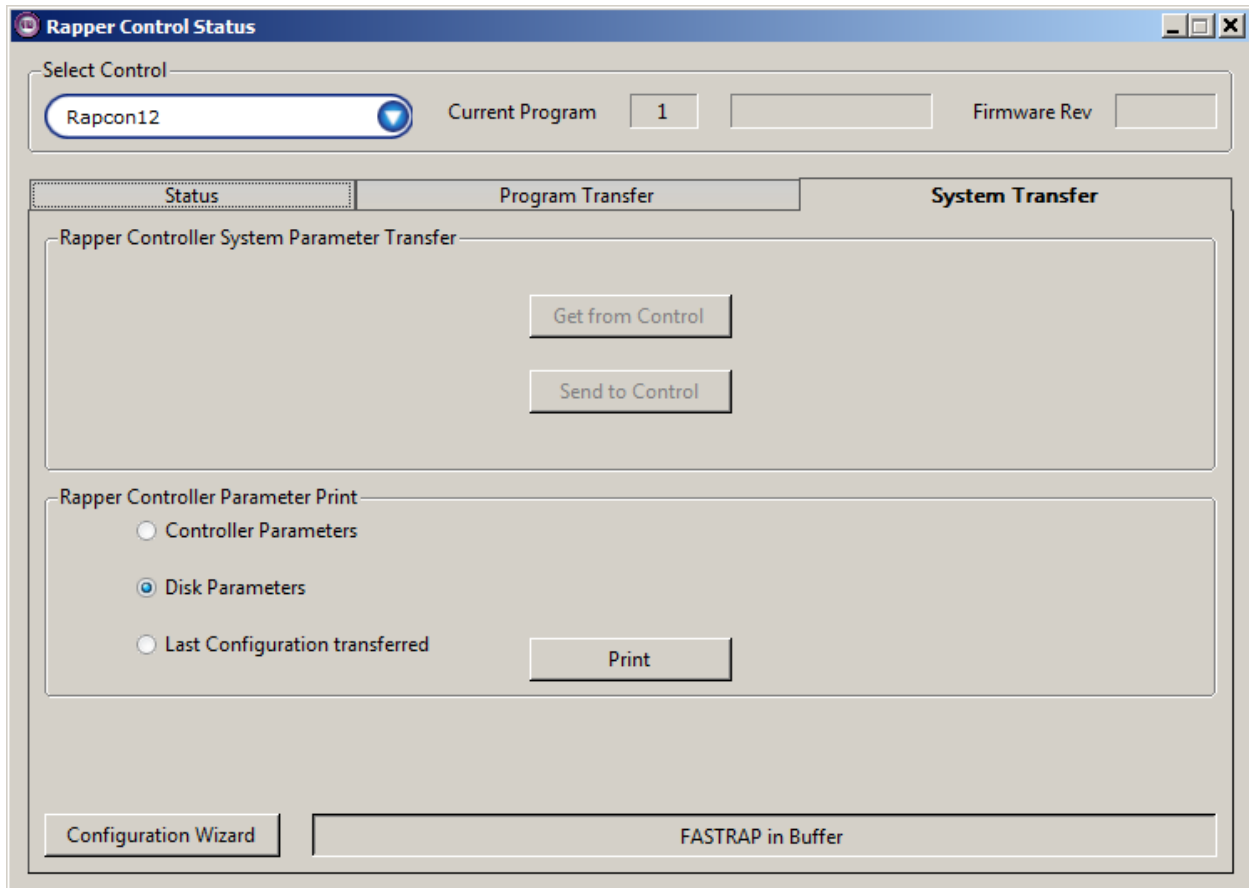 Rapper Control Status
Select Control
Rapcon12 Current Program 1 Firmware Rev
Status Program Transfer System Transfer
Rapper Controller System Parameter Transfer
Get from Control
Send to Control
Rapper Controller Parameter Print
Controller Parameters
Disk Parameters
Last Configuration transferred
Print
Configuration Wizard FASTRAP in Buffer